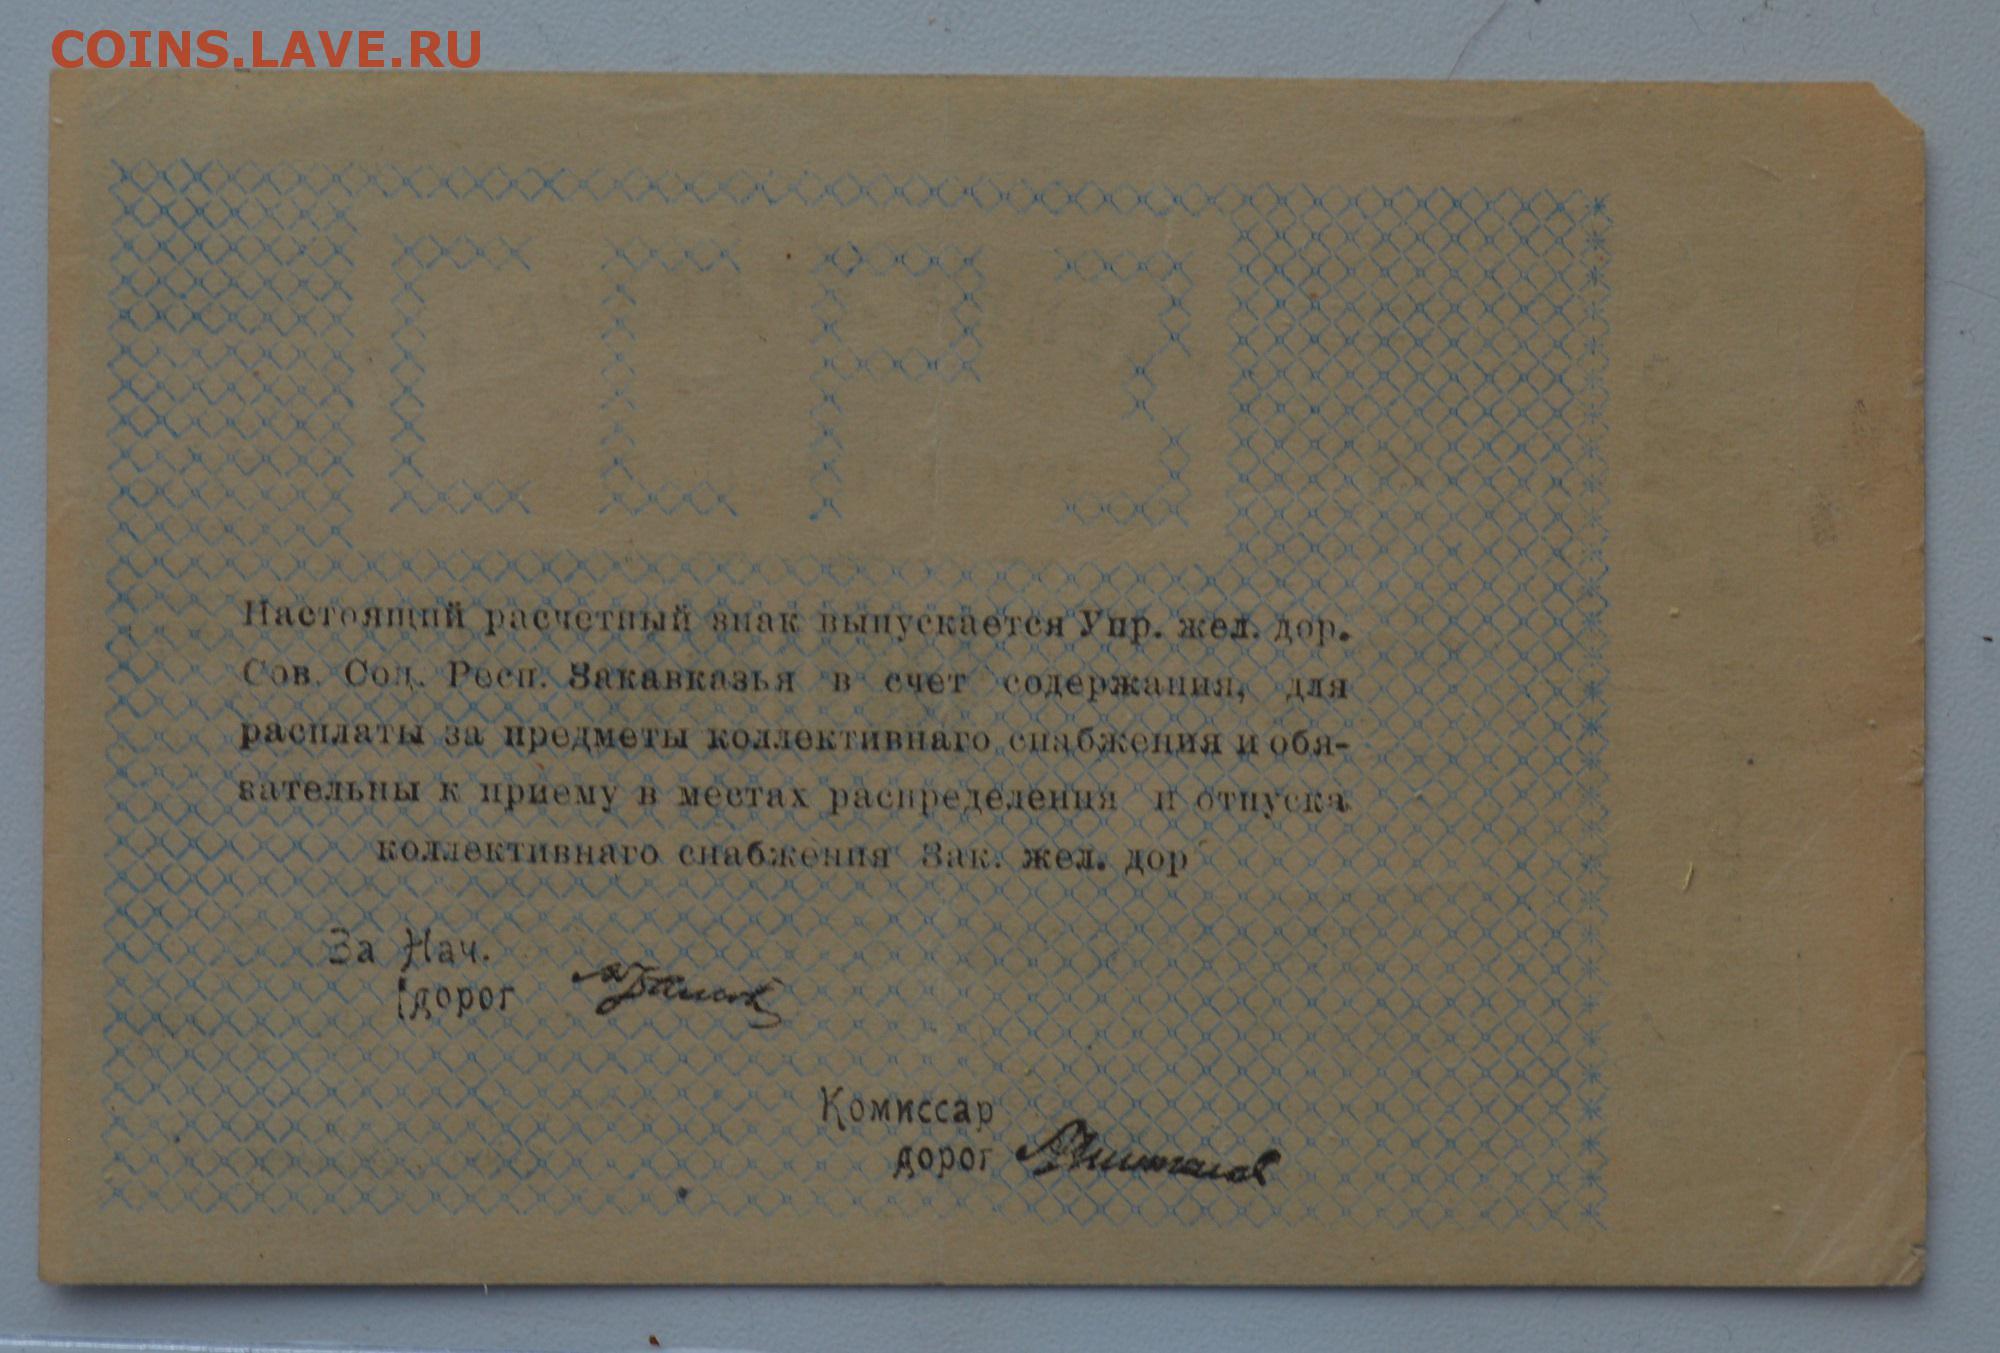 COINS.LAVE.RU
ССРЗ
Настоящий расчетный знак выпускается Упр. жел. дор.
Сов. Соц. Респ. Закавказья в счет содержания, для
расплаты за предметы коллективнаго снабжения и обя-
зательны к приему в местах распределения и отпуска
коллективнаго снабжения Зак. жел. дор
За Нач.
дорог
Комиссар
дорог